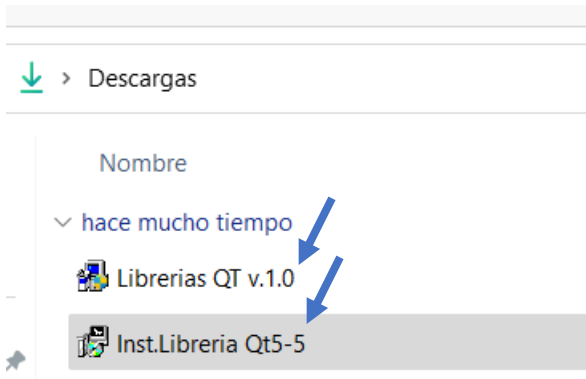 Descargas
Nombre
hace mucho tiempo
Librerias QT v.1.0
Inst.Libreria Qt5-5